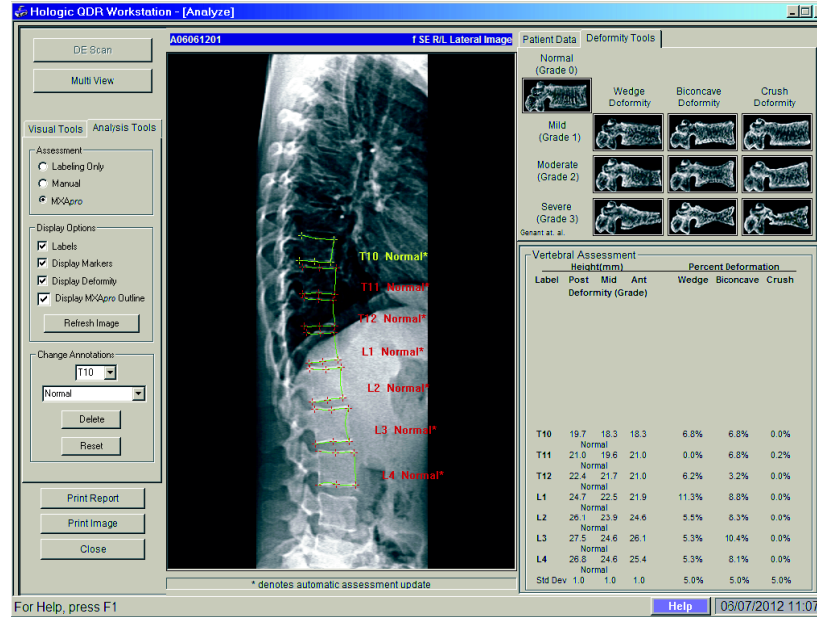 Hologic QDR Workstation - [Analyze]
DE Scan
Multi View
Visual Tools Analysis Tools
Assessment
Labeling Only
Manual
MXApro
Display Options
Labels
Display Markers
Display Deformity
Display MXApro Outline
Refresh Image
Change Annotations
T10
Normal
Delete
Reset
Print Report
Print Image
Close
A06061201 f SE R/L Lateral Image
T10 Normal*
T11 Normal*
T12 Normal*
L1 Normal*
L2 Normal*
L3 Normal*
L4 Normal*
* denotes automatic assessment update
Patient Data Deformity Tools
Normal
(Grade 0)
Wedge Deformity
Biconcave Deformity
Crush Deformity
Mild
(Grade 1)
Moderate
(Grade 2)
Severe
(Grade 3)
Genant at. al.
Vertebral Assessment
Height(mm) Percent Deformation
Label Post Mid Ant Wedge Biconcave Crush
Deformity (Grade)
T10 19.7 18.3 18.3 6.8% 6.8% 0.0%
Normal
T11 21.0 19.6 21.0 0.0% 6.8% 0.2%
Normal
T12 22.4 21.7 21.0 6.2% 3.2% 0.0%
Normal
L1 24.7 22.5 21.9 11.3% 8.8% 0.0%
Normal
L2 26.1 23.9 24.6 5.5% 8.3% 0.0%
Normal
L3 27.5 24.6 26.1 5.3% 10.4% 0.0%
Normal
L4 26.8 24.6 25.4 5.3% 8.1% 0.0%
Normal
Std Dev 1.0 1.0 1.0 5.0% 5.0% 5.0%
For Help, press F1
Help
06/07/2012 11:07